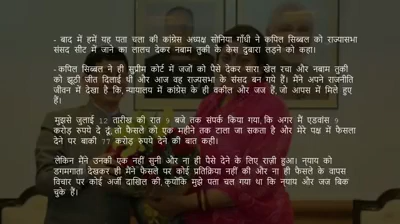 - बाद में हमें यह पता चला की कांग्रेस अध्यक्ष सोनिया गाँधी ने कपिल सिब्बल को राज्यसभा
संसद सीट में जाने का लालच देकर नबाम तुकी के केस दुबारा लड़ने को कहा।
- कपिल सिब्बल ने ही सुप्रीम कोर्ट में जजों को पैसे देकर सारा खेल रचा और नबाम तुकी
को झूठी जीत दिलाई थी और आज वह राज्यसभा के संसद बन गये हैं। मैंने अपने राजनीति
जीवन में देखा है कि, न्यायालय में कांग्रेस के ही वकील और जज हैं, जो आपस में मिले हुए
हैं।
मुझसे जुलाई 12 तारीख की रात 9 बजे तक संपर्क किया गया, कि अगर मैं एडवांस 9
करोड़ रुपये दे दूं, तो फैसले को एक महीने तक टाला जा सकता है और मेरे पक्ष में फैसला
देने पर बाकी 77 करोड़ रुपये देने की बात कही।
लेकिन मैंने उनकी एक नहीं सुनी और ना ही पैसे देने के लिए राज़ी हुआ। न्याय को
डगमगाता देखकर ही मैंने फैसले पर कोई प्रतिक्रिया नहीं की और ना ही फैसले के वापस
विचार पर कोई अर्जी दाखिल की, क्योंकि मुझे पता चल गया था कि न्याय और जज बिक
चुके हैं।